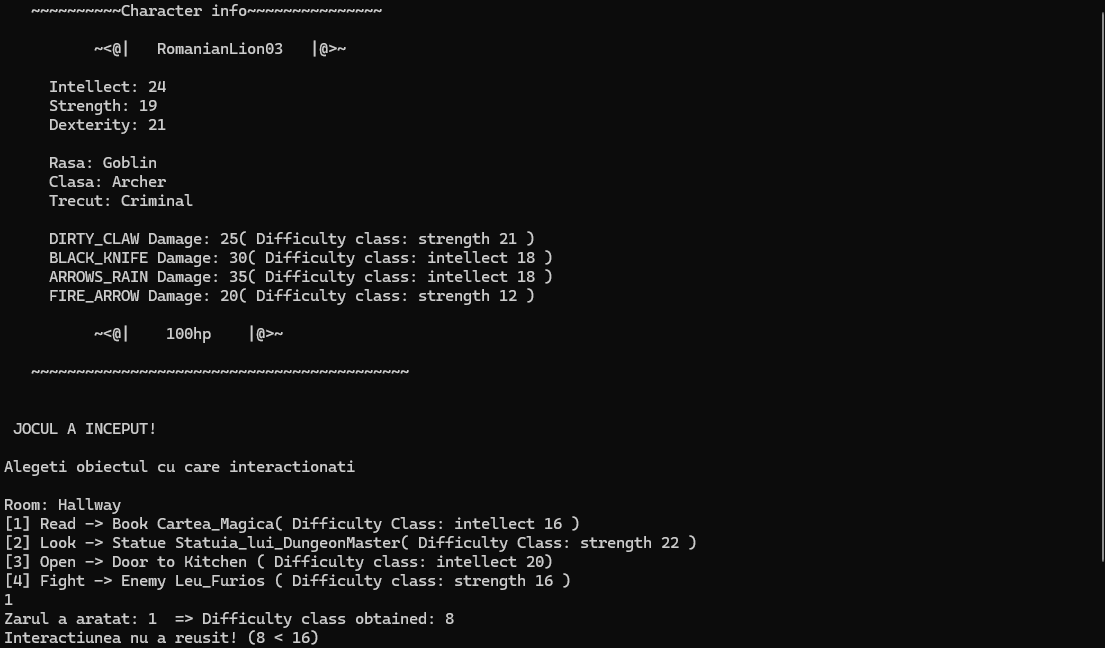 ~~~~~~~~~~Character info~~~~~~~~~~~~~~~
~<@|   RomanianLion03   |@>~
Intellect: 24
Strength: 19
Dexterity: 21
Rasa: Goblin
Clasa: Archer
Trecut: Criminal
DIRTY_CLAW Damage: 25( Difficulty class: strength 21 )
BLACK_KNIFE Damage: 30( Difficulty class: intellect 18 )
ARROWS_RAIN Damage: 35( Difficulty class: intellect 18 )
FIRE_ARROW Damage: 20( Difficulty class: strength 12 )
~<@|    100hp    |@>~
~~~~~~~~~~~~~~~~~~~~~~~~~~~~~~~~~~~~~~~~~~
JOCUL A INCEPUT!
Alegeti obiectul cu care interactionati
Room: Hallway
[1] Read -> Book Cartea_Magica( Difficulty Class: intellect 16 )
[2] Look -> Statue Statuia_lui_DungeonMaster( Difficulty Class: strength 22 )
[3] Open -> Door to Kitchen ( Difficulty class: intellect 20)
[4] Fight -> Enemy Leu_Furios ( Difficulty class: strength 16 )
1
Zarul a aratat: 1  => Difficulty class obtained: 8
Interactiunea nu a reusit! (8 < 16)